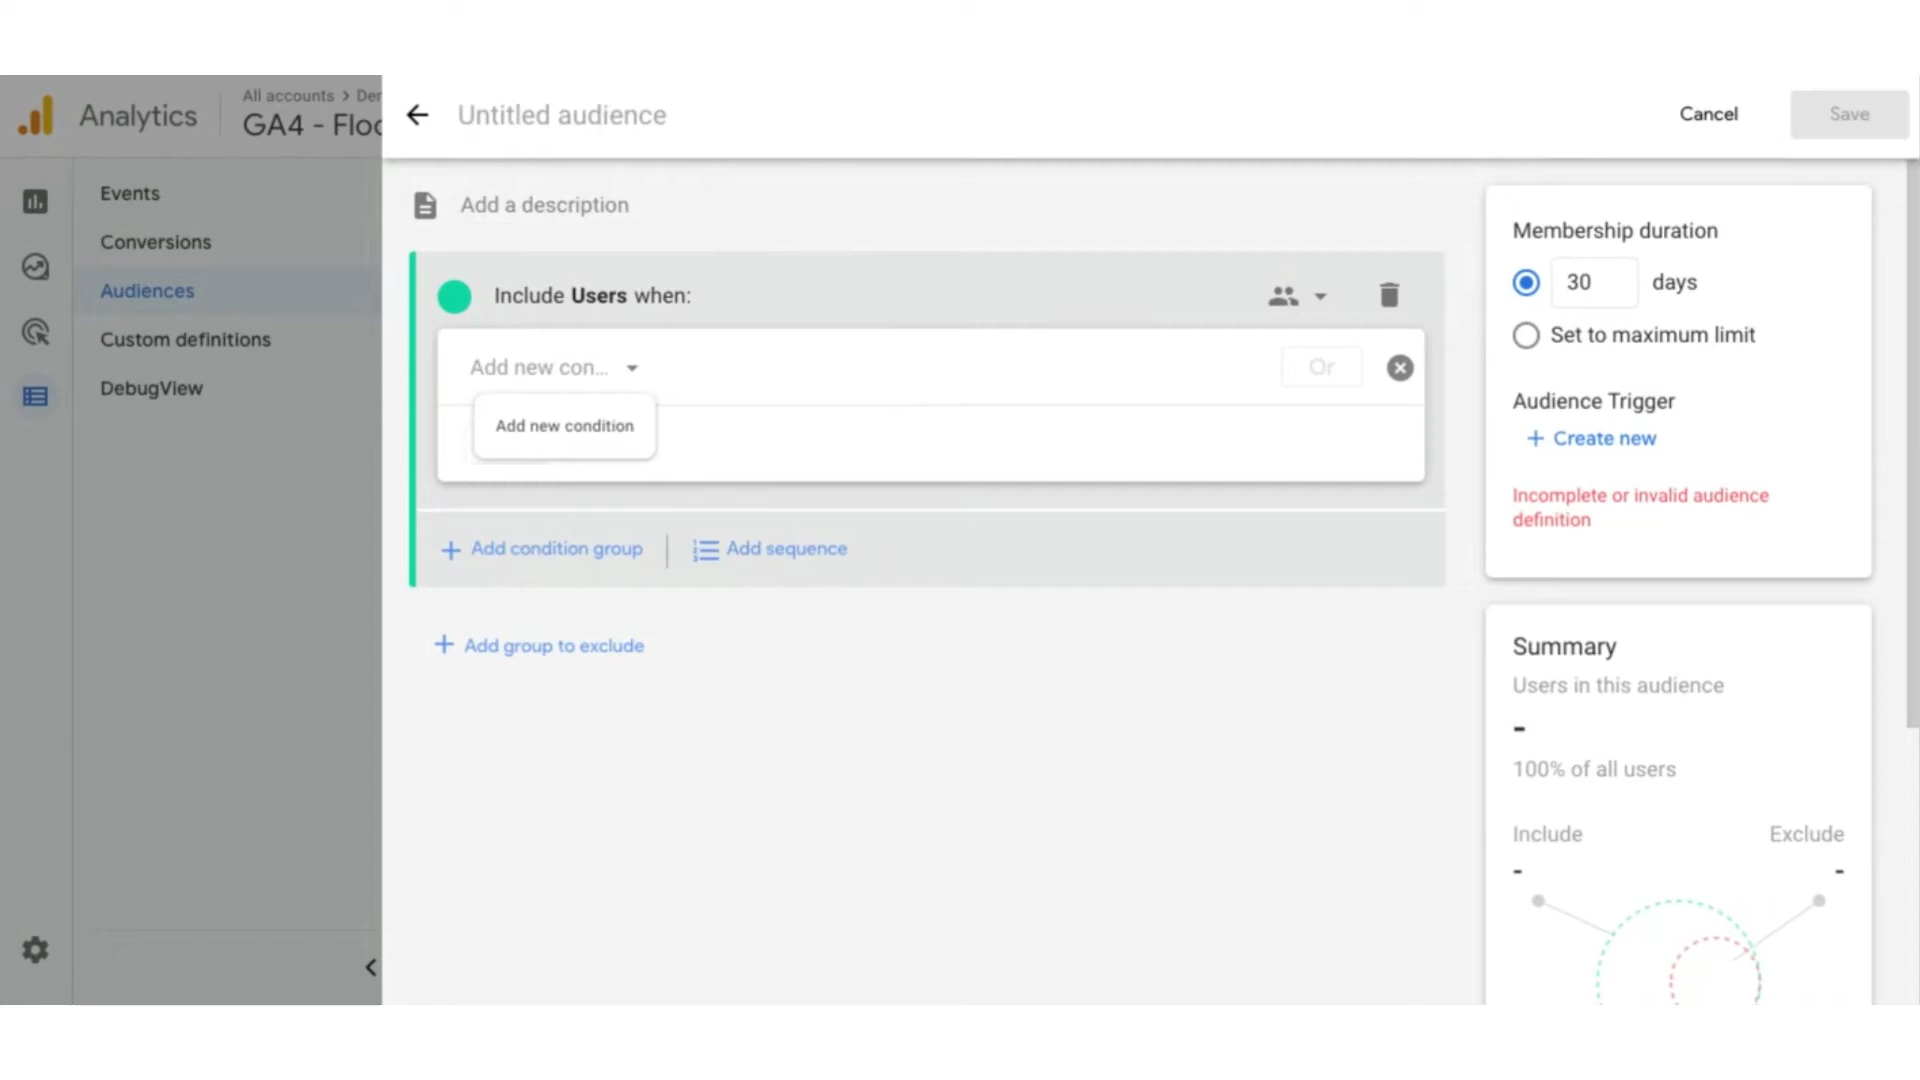 Analytics
All accounts > Der
GA4 - Floo
Untitled audience
Cancel
Save
Events
Conversions
Audiences
Custom definitions
DebugView
Add a description
Include Users when:
Add new con...
Or
Add new condition
Add condition group
Add sequence
Add group to exclude
Membership duration
30 days
Set to maximum limit
Audience Trigger
+ Create new
Incomplete or invalid audience
definition
Summary
Users in this audience
-
100% of all users
Include Exclude
- -